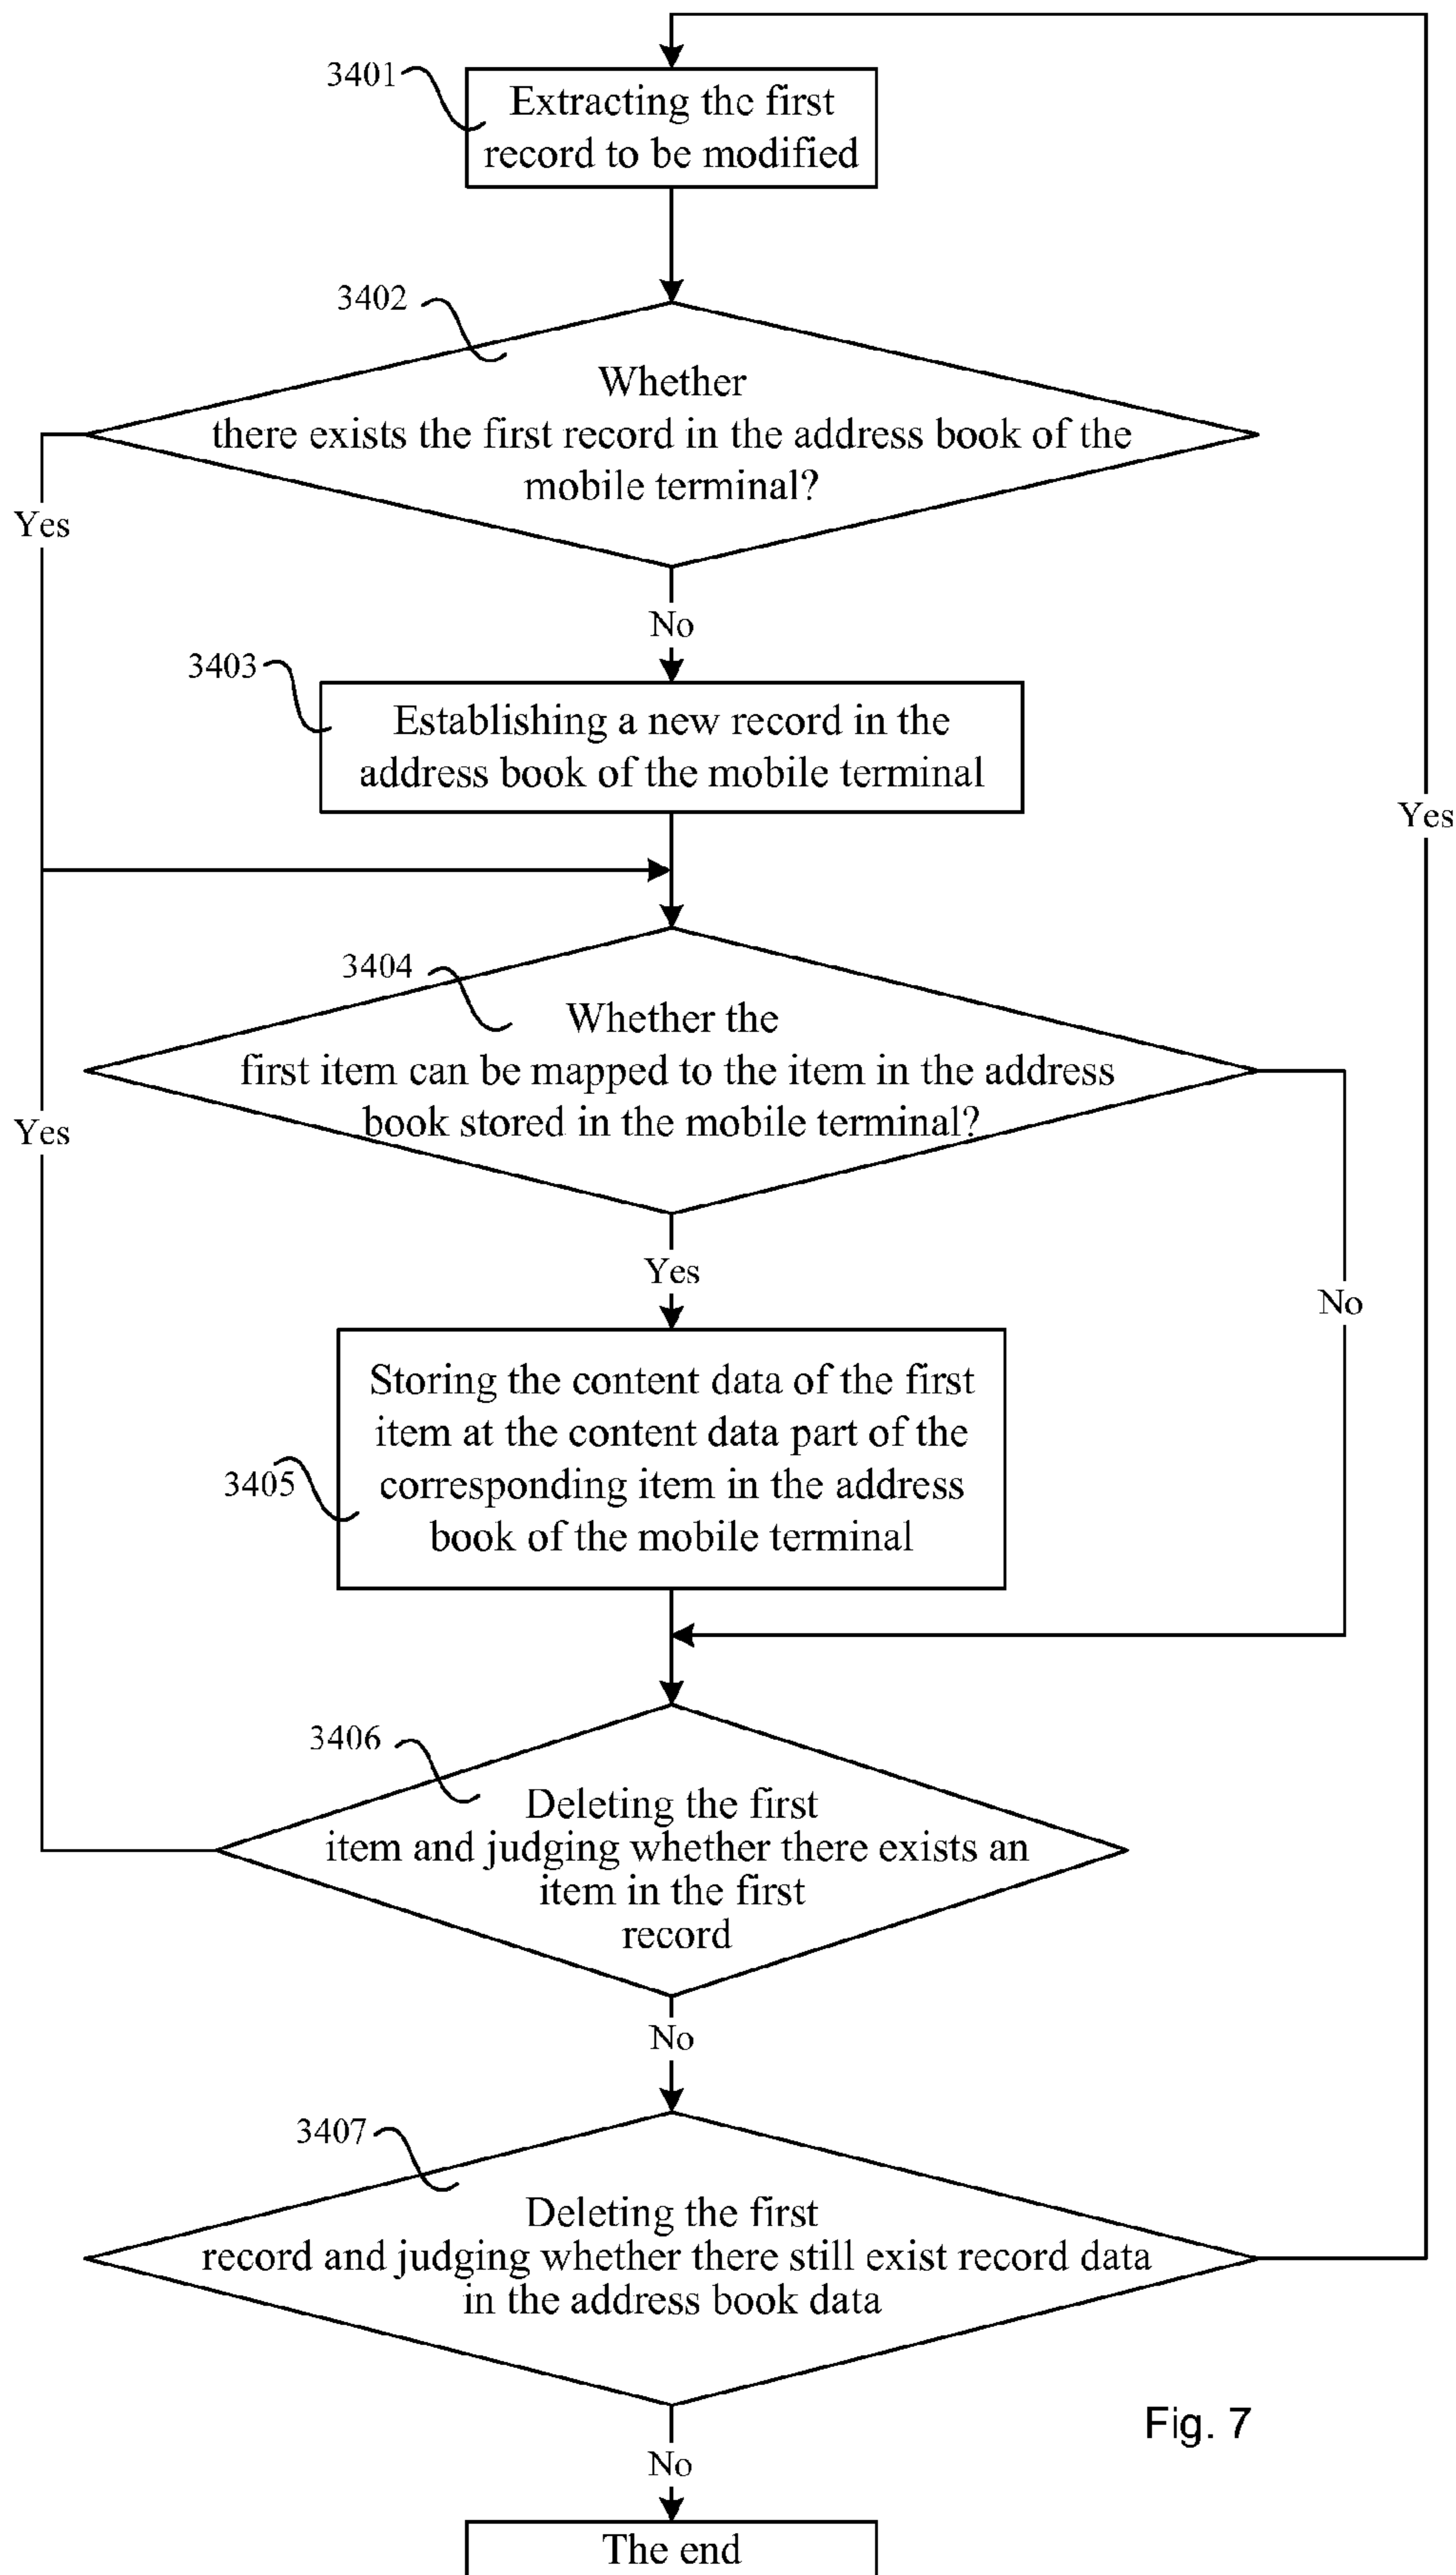 3401
Extracting the first
record to be modified
3402
Whether
there exists the first record in the address book of the
mobile terminal?
Yes
No
3403
Establishing a new record in the
address book of the mobile terminal
Yes
3404
Whether the
first item can be mapped to the item in the address
book stored in the mobile terminal?
Yes
Yes
No
Storing the content data of the first
item at the content data part of the
corresponding item in the address
book of the mobile terminal
3405
3406
Deleting the first
item and judging whether there exists an
item in the first
record
No
3407
Deleting the first
record and judging whether there still exist record data
in the address book data
Fig. 7
No
The end